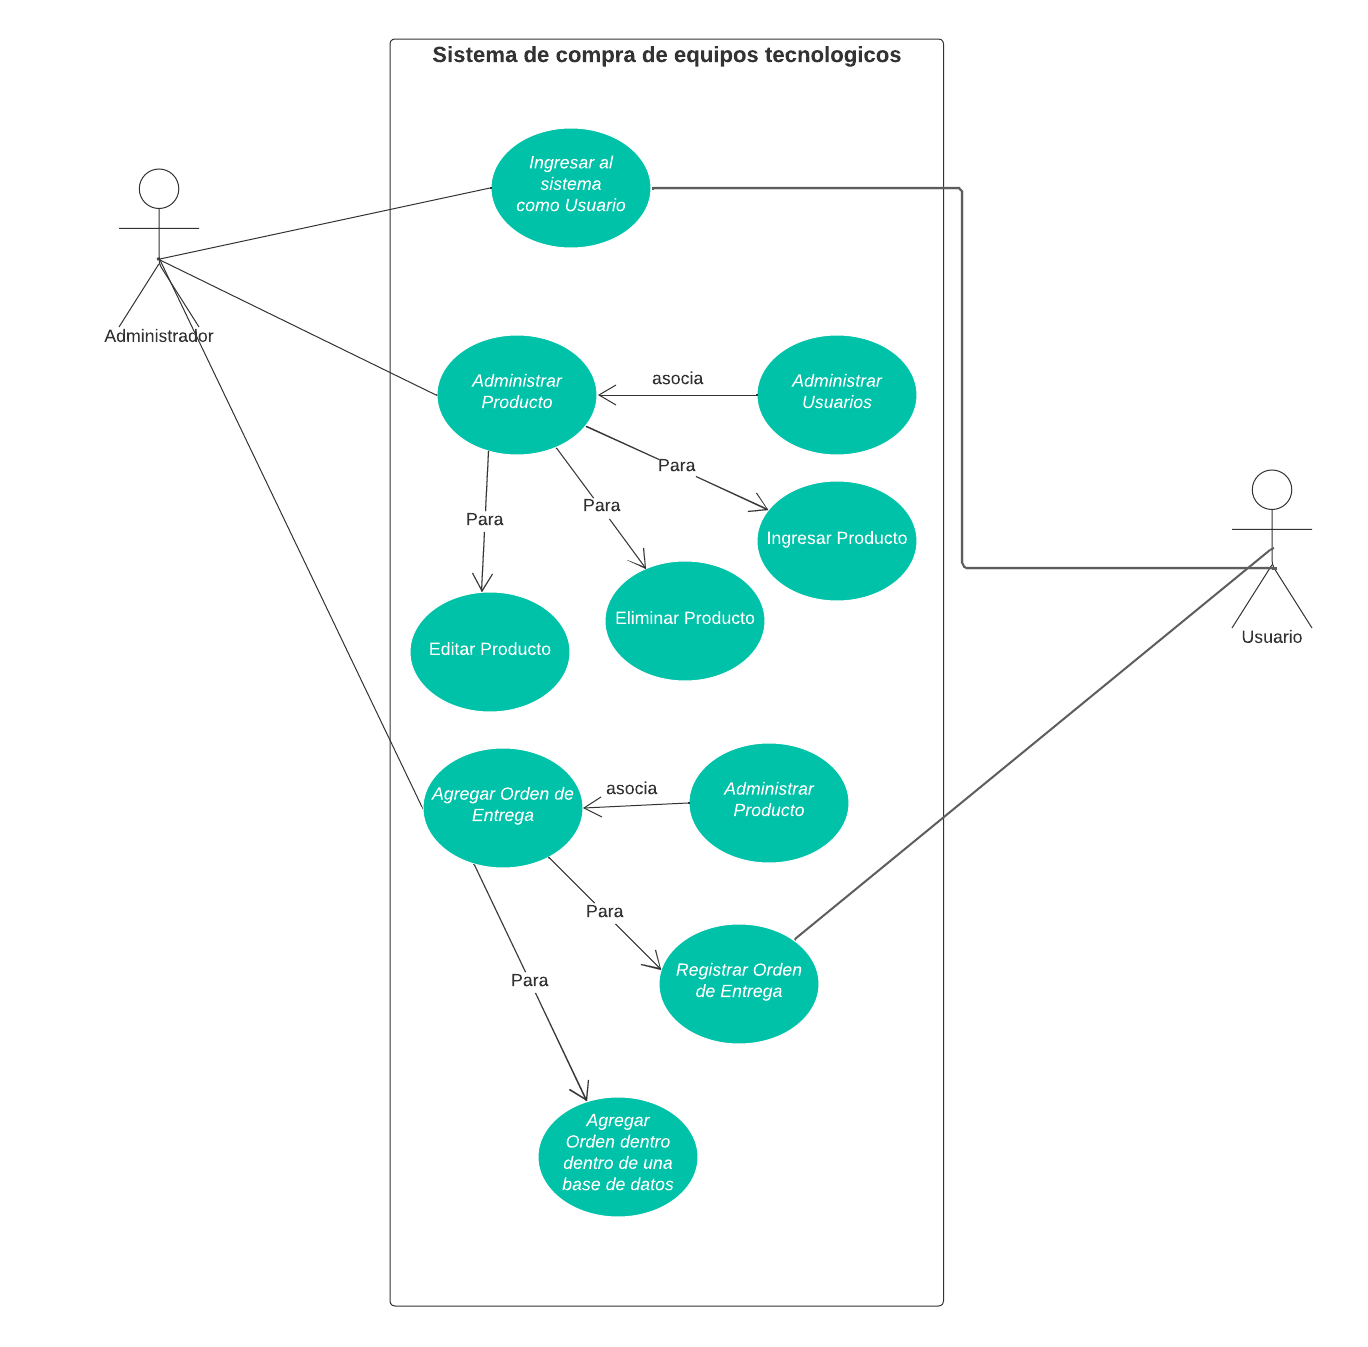 Sistema de compra de equipos tecnologicos
Ingresar al
sistema
como Usuario
Administrador
Administrar
Producto
asocia
Administrar
Usuarios
Para
Para
Para
Ingresar Producto
Eliminar Producto
Editar Producto
Usuario
Agregar Orden de
Entrega
asocia
Administrar
Producto
Para
Registrar Orden
de Entrega
Para
Agregar
Orden dentro
dentro de una
base de datos